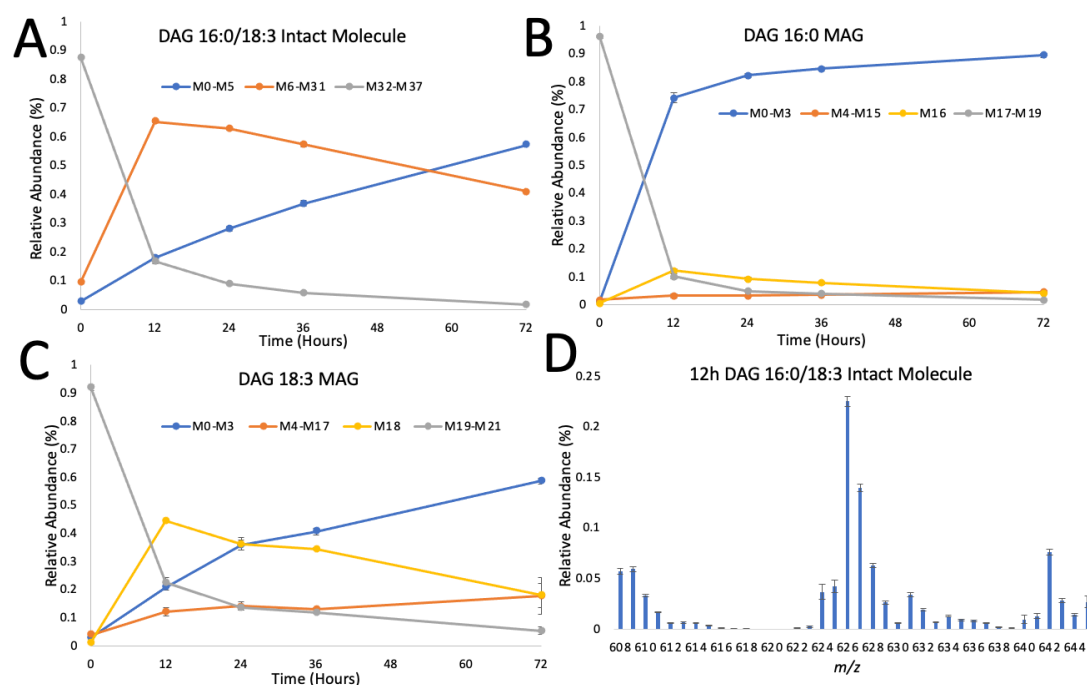 A
DAG 16:0/18:3 Intact Molecule
M0-M5 M6-M31 M32-M37
Relative Abundance (%)
1
0.9
0.8
0.7
0.6
0.5
0.4
0.3
0.2
0.1
0
0 12 24 36 48 60 72
Time (Hours)
B
DAG 16:0 MAG
M0-M3 M4-M15 M16 M17-M19
Relative Abundance (%)
1
0.9
0.8
0.7
0.6
0.5
0.4
0.3
0.2
0.1
0
0 12 24 36 48 60 72
Time (Hours)
C
DAG 18:3 MAG
M0-M3 M4-M17 M18 M19-M21
Relative Abundance (%)
1
0.9
0.8
0.7
0.6
0.5
0.4
0.3
0.2
0.1
0
0 12 24 36 48 60 72
Time (Hours)
D
12h DAG 16:0/18:3 Intact Molecule
Relative Abundance (%)
0.25
0.2
0.15
0.1
0.05
0
608 610 612 614 616 618 620 622 624 626 628 630 632 634 636 638 640 642 644
m/z